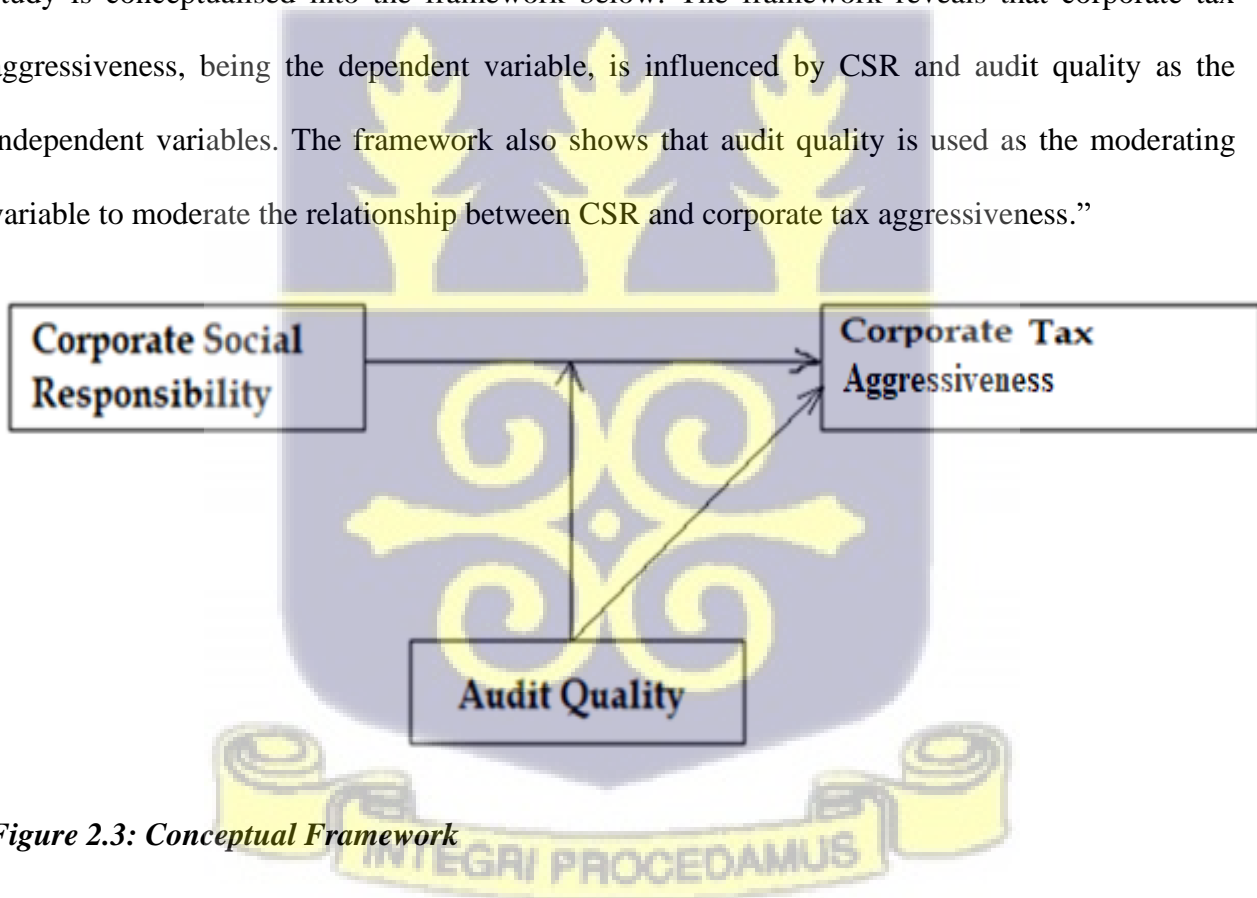 study is conceptualised into the framework below. The framework reveals that corporate tax
aggressiveness, being the dependent variable, is influenced by CSR and audit quality as the
independent variables. The framework also shows that audit quality is used as the moderating
variable to moderate the relationship between CSR and corporate tax aggressiveness.”
Corporate Social
Responsibility
Corporate Tax
Aggressiveness
Audit Quality
Figure 2.3: Conceptual Framework
INTEGRI PROCEDAMUS